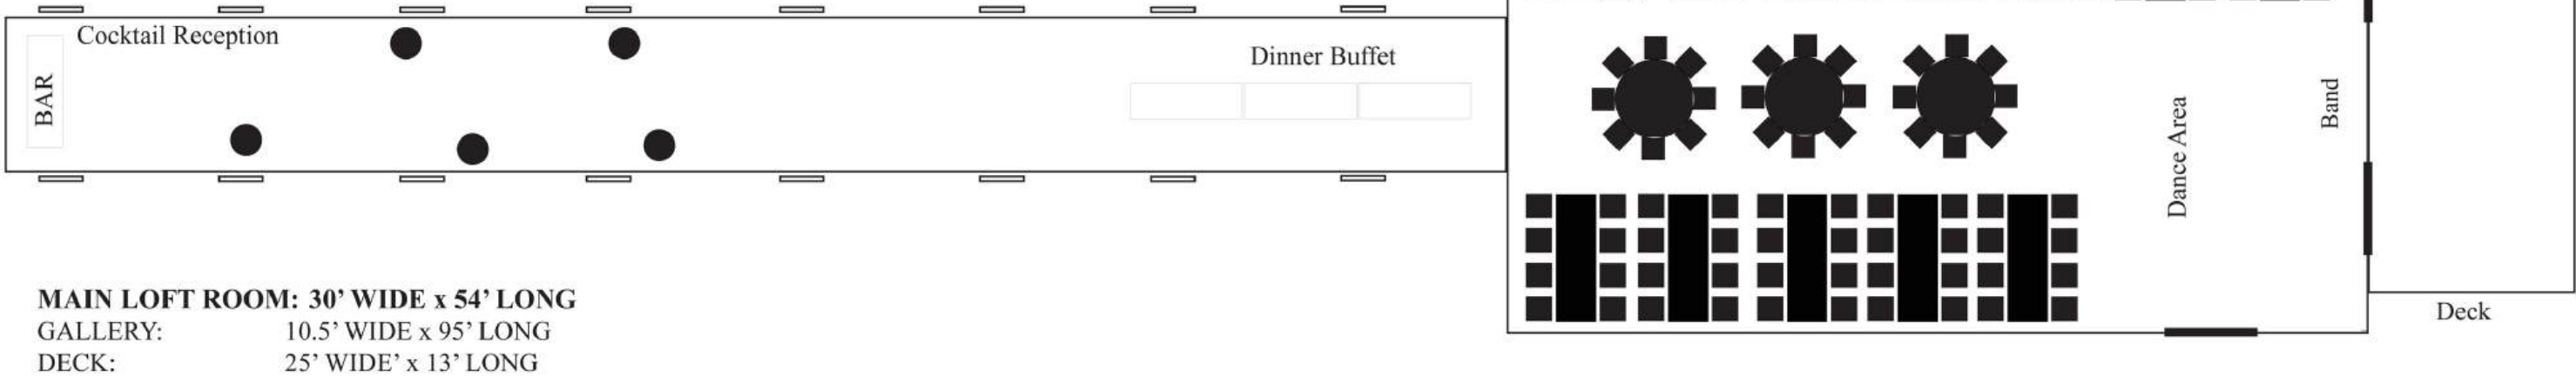 Cocktail Reception
BAR
Dinner Buffet
Dance Area
Band
Deck
MAIN LOFT ROOM: 30’ WIDE x 54’ LONG
GALLERY: 10.5’ WIDE x 95’ LONG
DECK: 25’ WIDE’ x 13’ LONG